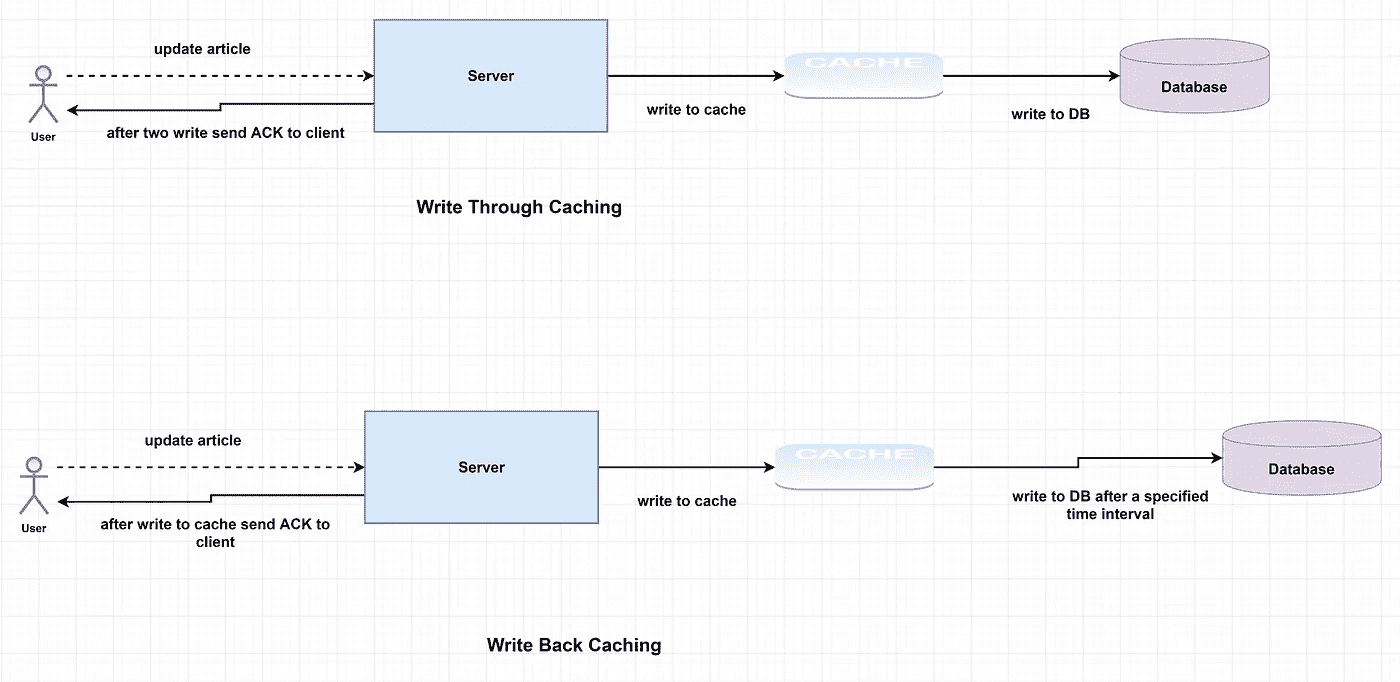 update article
Server
CACHE
Database
write to cache
write to DB
after two write send ACK to client
User
Write Through Caching
update article
Server
CACHE
Database
write to cache
write to DB after a specified
time interval
after write to cache send ACK to
client
User
Write Back Caching